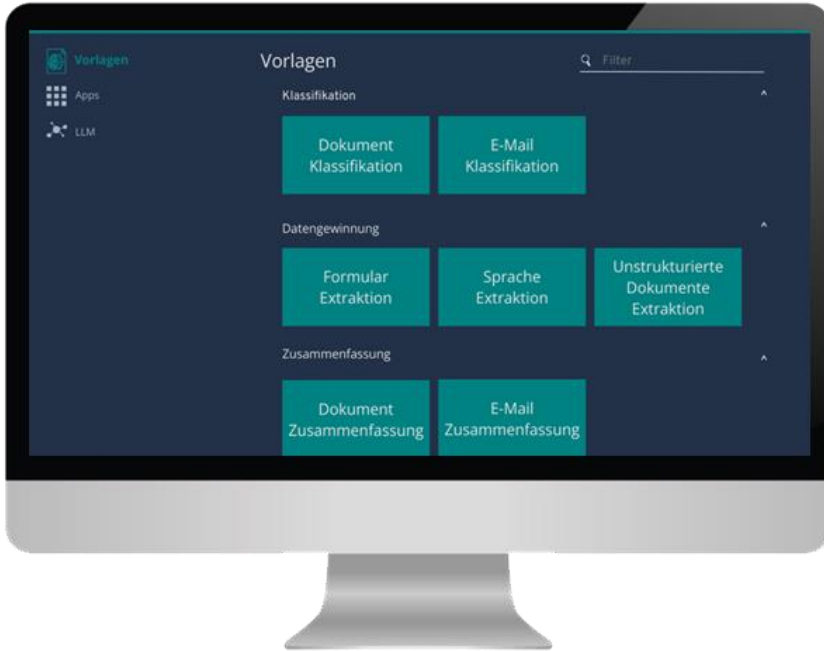 Vorlagen
Apps
LLM
Vorlagen
Filter
Klassifikation
Dokument
Klassifikation
E-Mail
Klassifikation
Datengewinnung
Formular
Extraktion
Sprache
Extraktion
Unstrukturierte
Dokumente
Extraktion
Zusammenfassung
Dokument
Zusammenfassung
E-Mail
Zusammenfassung